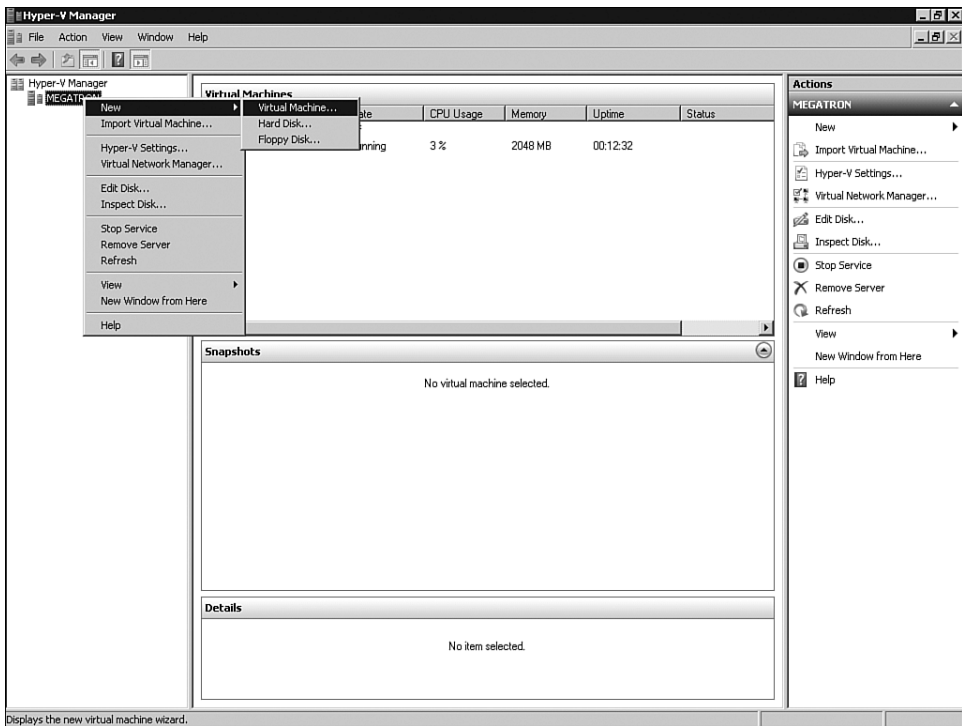 Hyper-V Manager
File Action View Window Help
Hyper-V Manager
MEGATRON
New
Import Virtual Machine...
Hyper-V Settings...
Virtual Network Manager...
Edit Disk...
Inspect Disk...
Stop Service
Remove Server
Refresh
View
New Window from Here
Help
Virtual Machine...
Hard Disk...
Floppy Disk...
Virtual Machines
CPU Usage Memory Uptime Status
3 % 2048 MB 00:12:32
Snapshots
No virtual machine selected.
Details
No item selected.
Actions
MEGATRON
New
Import Virtual Machine...
Hyper-V Settings...
Virtual Network Manager...
Edit Disk...
Inspect Disk...
Stop Service
Remove Server
Refresh
View
New Window from Here
Help
Displays the new virtual machine wizard.